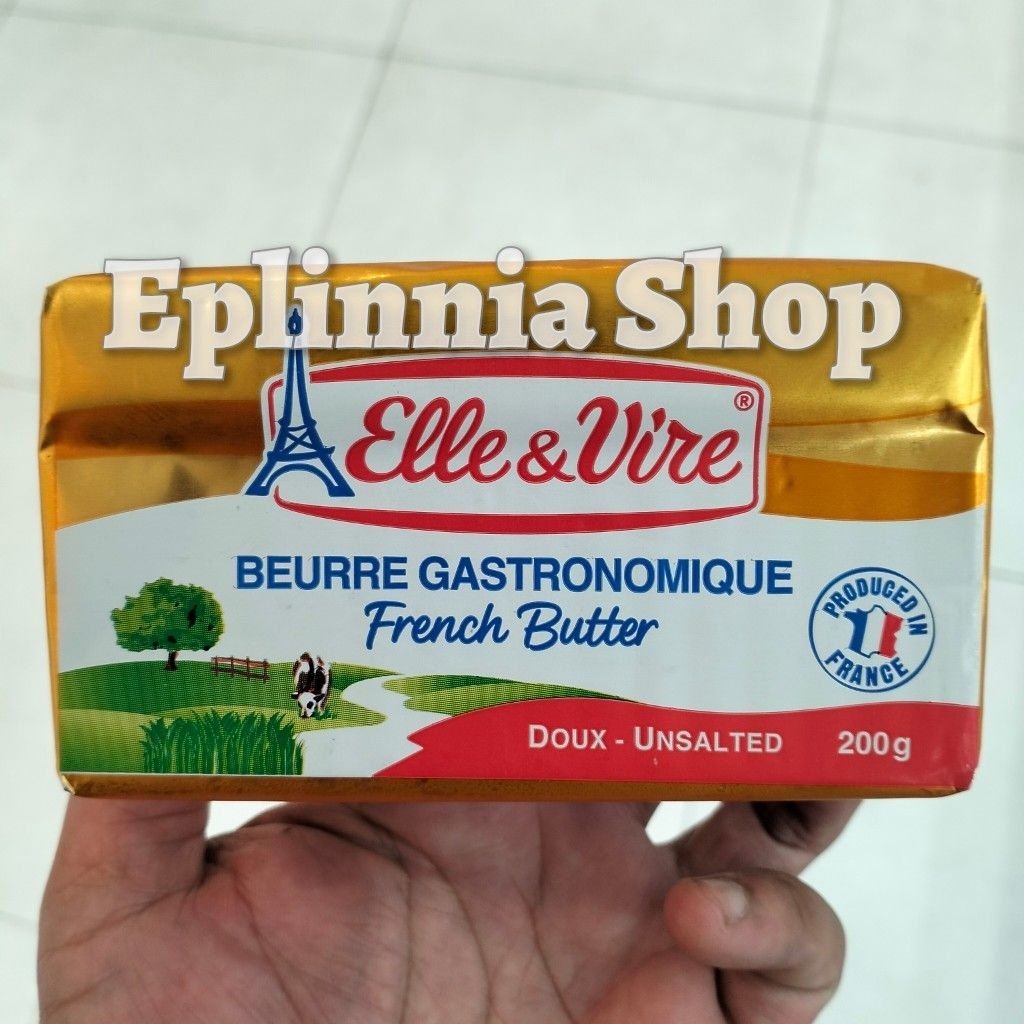 Eplinnia Shop
Elle & Vire ®
BEURRE GASTRONOMIQUE
French Butter
PRODUCED IN
FRANCE
DOUX - UNSALTED 200g